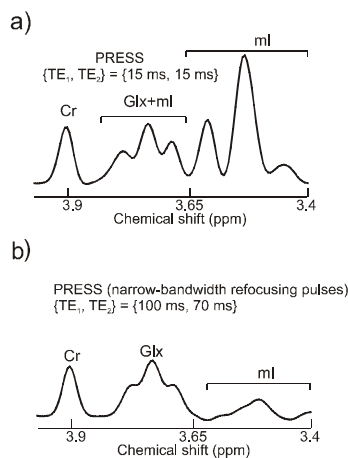 a)
PRESS
{TE₁, TE₂} = {15 ms, 15 ms}
mI
Cr
Glx+mI
3.9
3.65
3.4
Chemical shift (ppm)
b)
PRESS (narrow-bandwidth refocusing pulses)
{TE₁, TE₂} = {100 ms, 70 ms}
Cr
Glx
mI
3.9
3.65
3.4
Chemical shift (ppm)